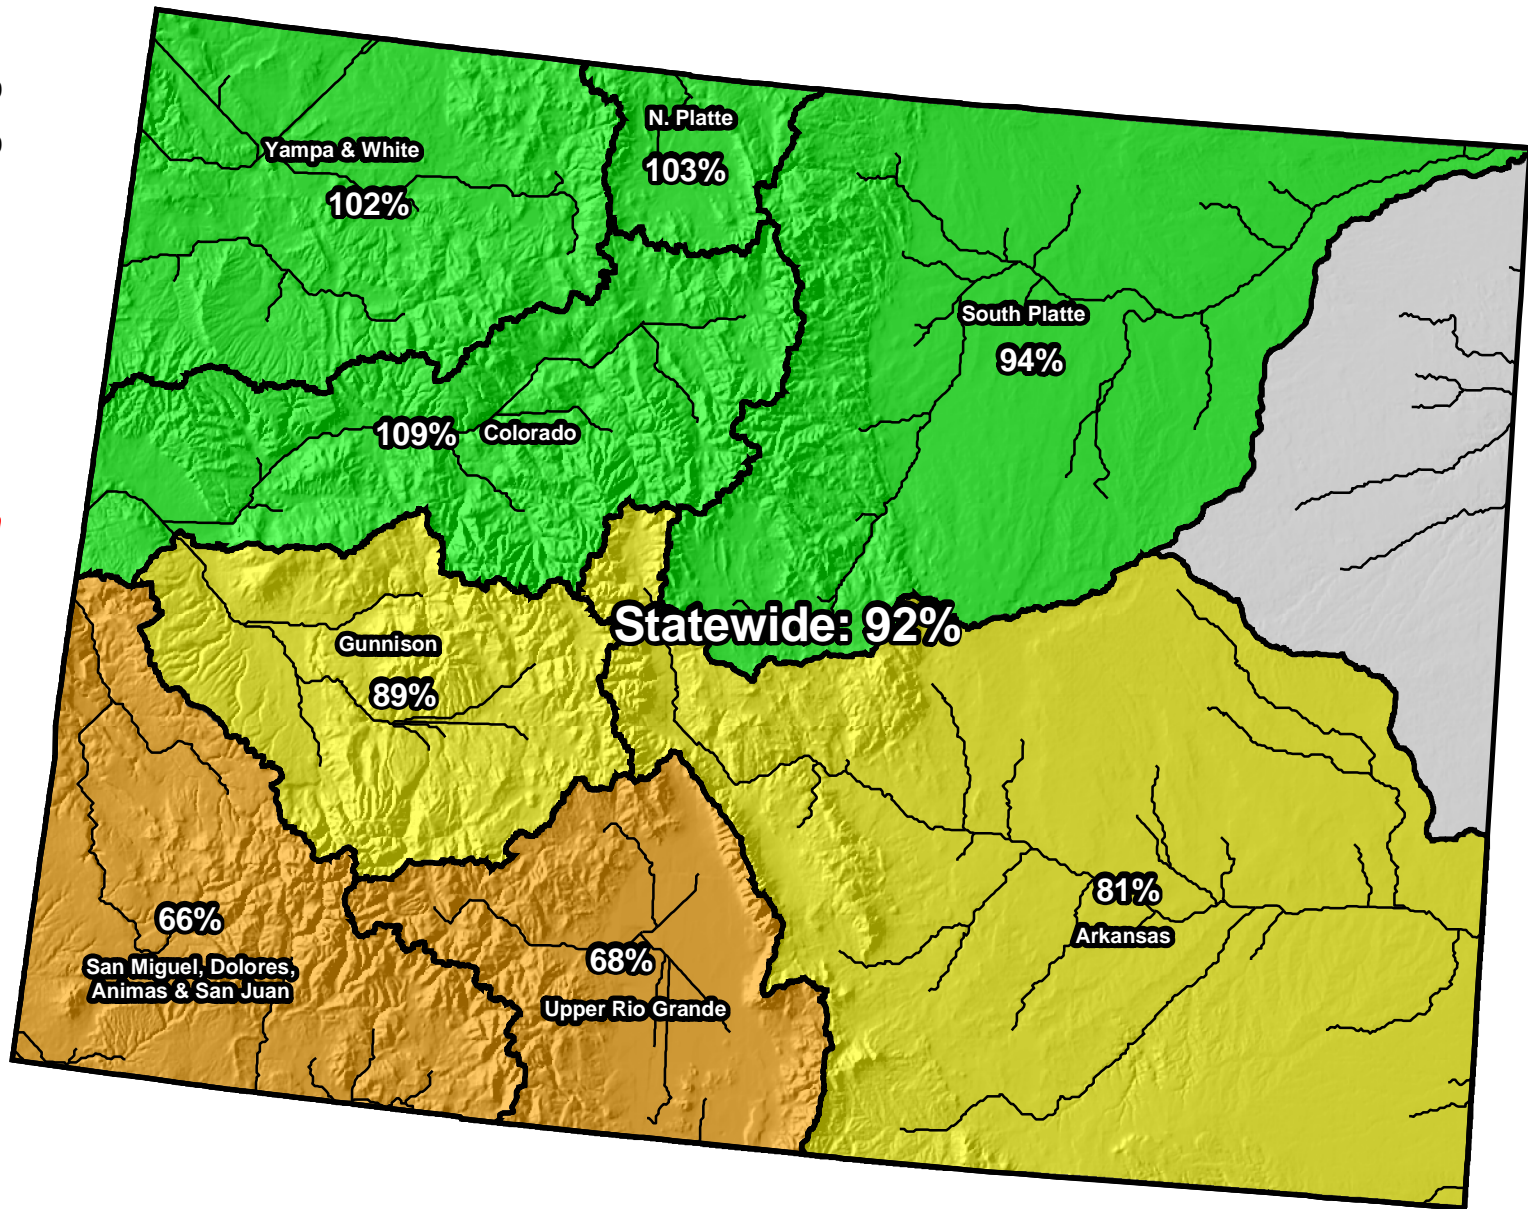 N. Platte
103%
Yampa & White
102%
South Platte
94%
109% Colorado
Statewide: 92%
Gunnison
89%
81%
Arkansas
66%
San Miguel, Dolores,
Animas & San Juan
68%
Upper Rio Grande